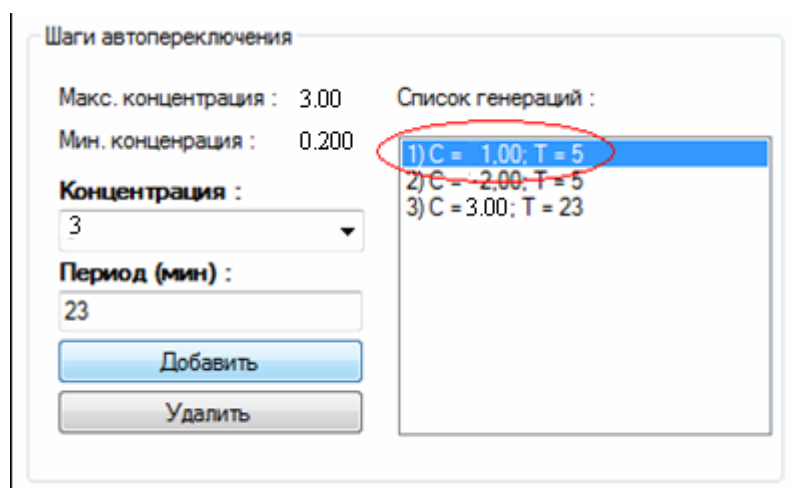 Шаги автопереключения
Макс. концентрация : 3.00
Мин. конценрация : 0.200
Концентрация :
3
Период (мин) :
23
Добавить
Удалить
Список генераций :
1) C = 1,00; T = 5
2) C = 2,00; T = 5
3) C = 3.00; T = 23